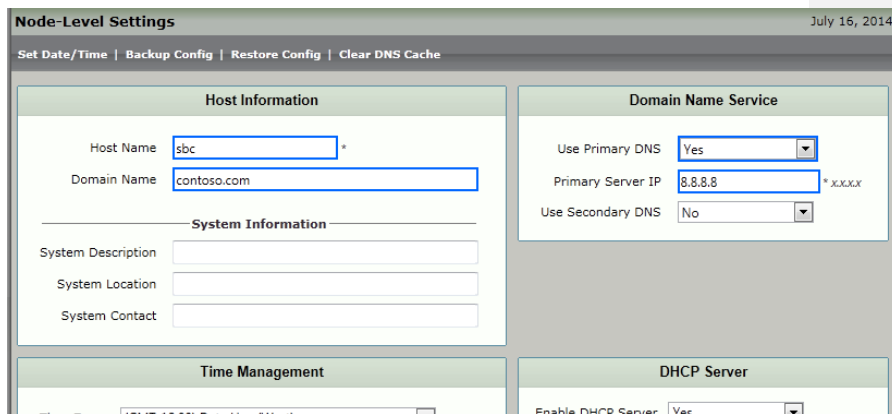 Node-Level Settings
July 16, 2014
Set Date/Time | Backup Config | Restore Config | Clear DNS Cache
Host Information
Host Name sbc *
Domain Name contoso.com
System Information
System Description
System Location
System Contact
Domain Name Service
Use Primary DNS Yes
Primary Server IP 8.8.8.8 * x.x.x.x
Use Secondary DNS No
Time Management
DHCP Server
Enable DHCP Server Yes